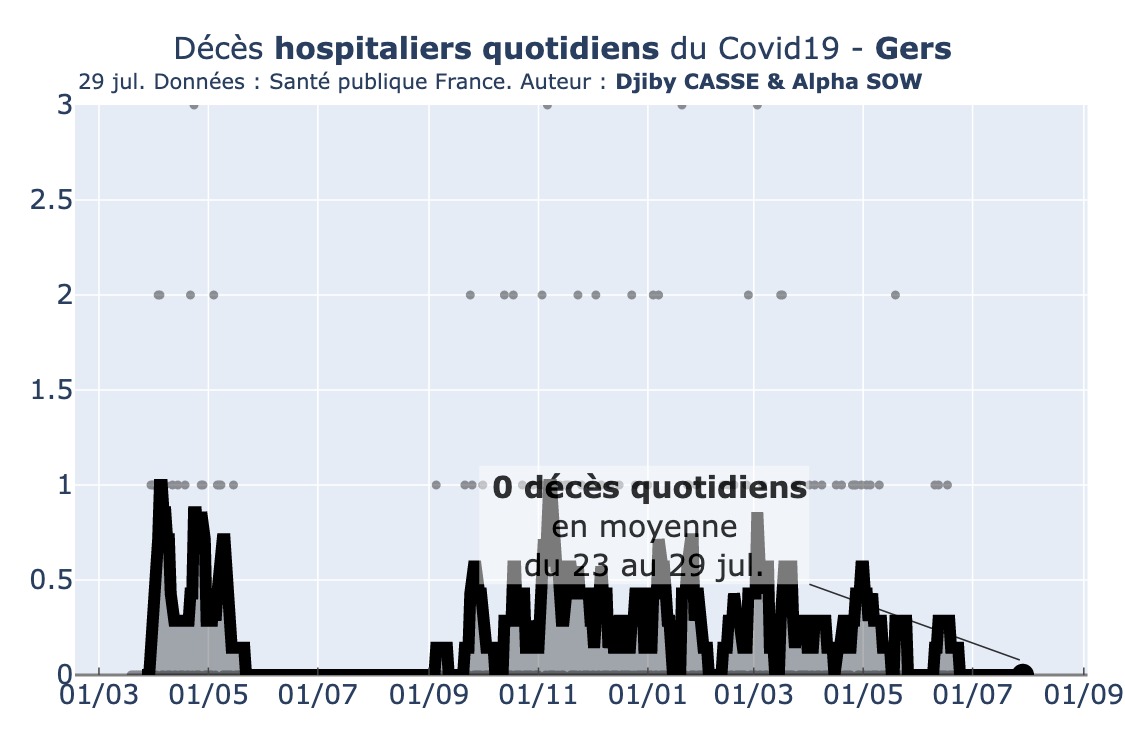 Décès hospitaliers quotidiens du Covid19 - Gers
29 jul. Données : Santé publique France. Auteur : Djiby CASSE & Alpha SOW
3
2.5
2
1.5
1
0.5
0
0 décès quotidiens
en moyenne
du 23 au 29 jul.
01/03 01/05 01/07 01/09 01/11 01/01 01/03 01/05 01/07 01/09